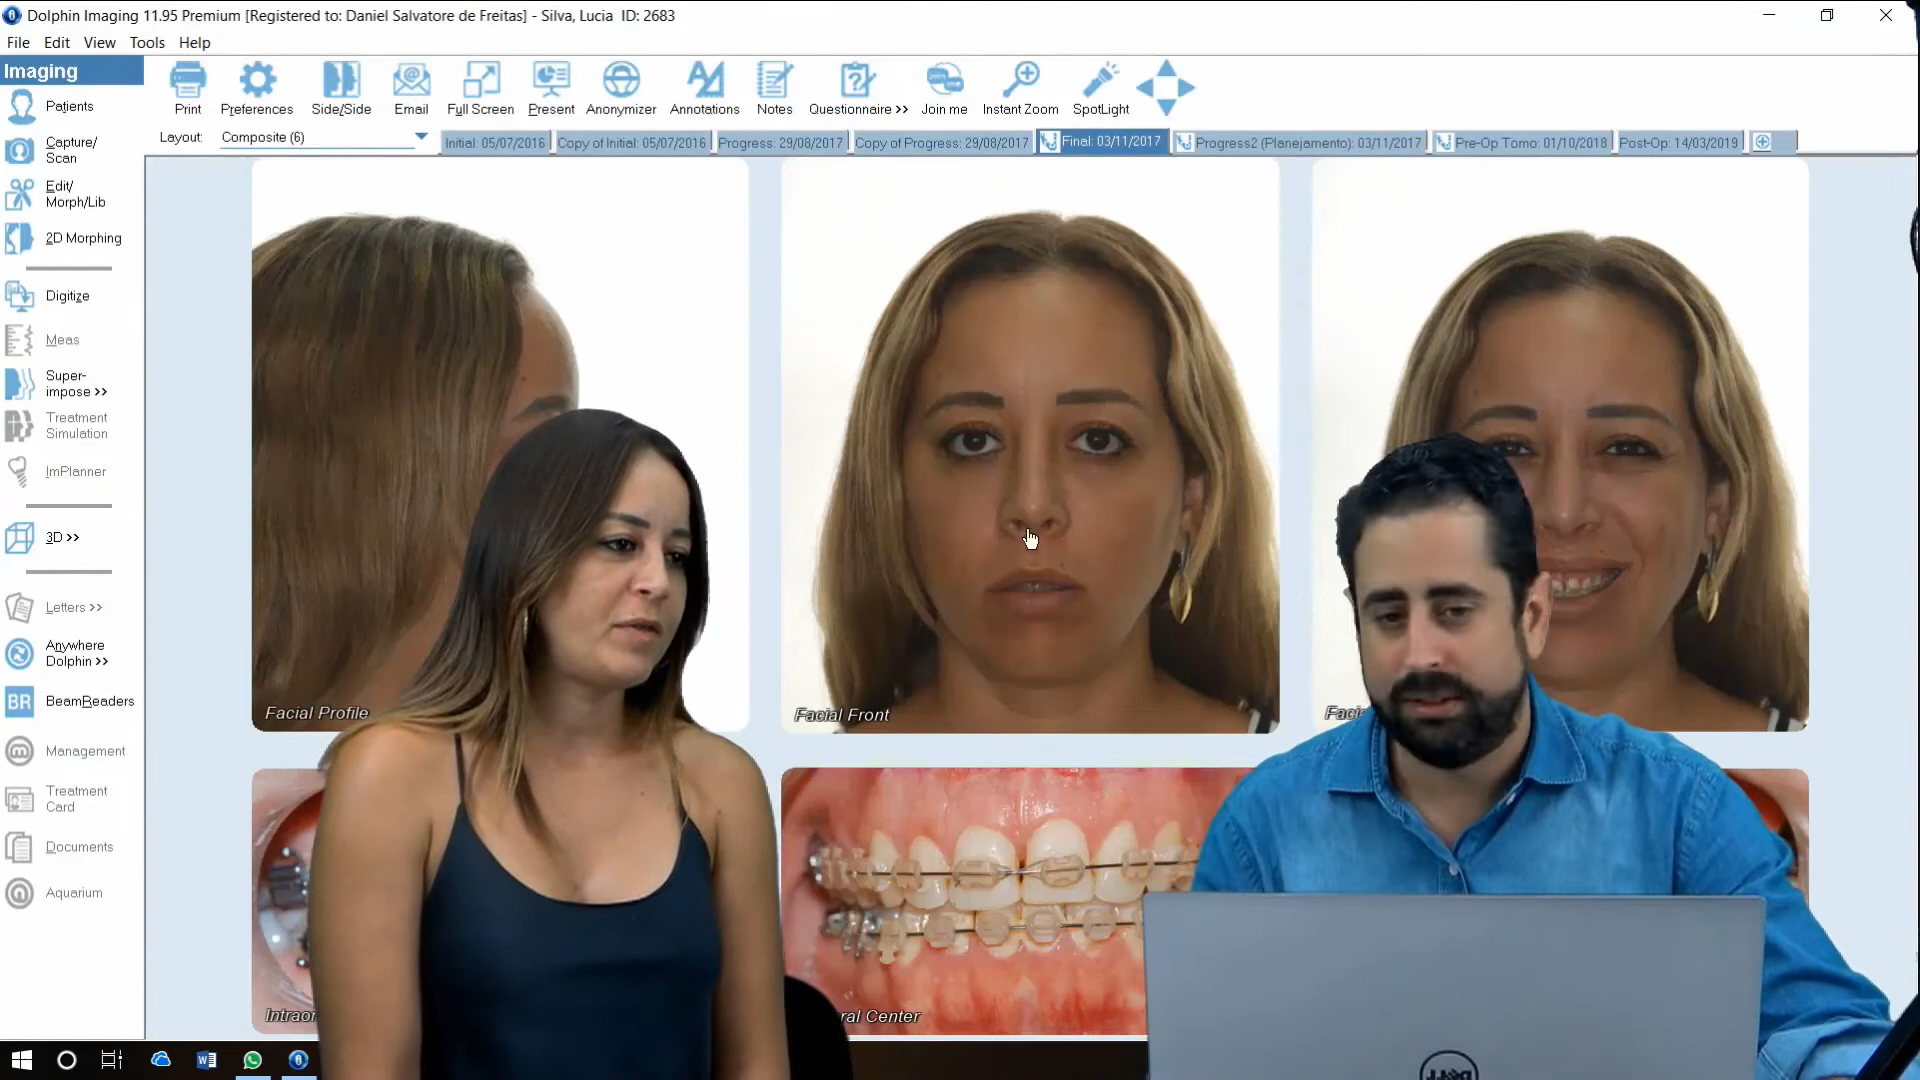 Dolphin Imaging 11.95 Premium [Registered to: Daniel Salvatore de Freitas] - Silva, Lucia  ID: 2683
File Edit View Tools Help
Imaging
Patients
Capture/
Scan
Edit/
Morph/Lib
2D Morphing
Digitize
Meas
Super-
impose >>
Treatment
Simulation
ImPlanner
3D >>
Letters >>
Anywhere
Dolphin >>
BR BeamReaders
Management
Treatment
Card
Documents
Aquarium
Print Preferences Side/Side Email Full Screen Present Anonymizer Annotations Notes Questionnaire >> Join me Instant Zoom SpotLight
Layout: Composite (6)
Initial: 05/07/2016 Copy of Initial: 05/07/2016 Progress: 29/08/2017 Copy of Progress: 29/08/2017 Final: 03/11/2017 Progress2 (Planejamento): 03/11/2017 Pre-Op Tomo: 01/10/2018 Post-Op: 14/03/2019
Facial Profile
Facial Front
Center
DELL